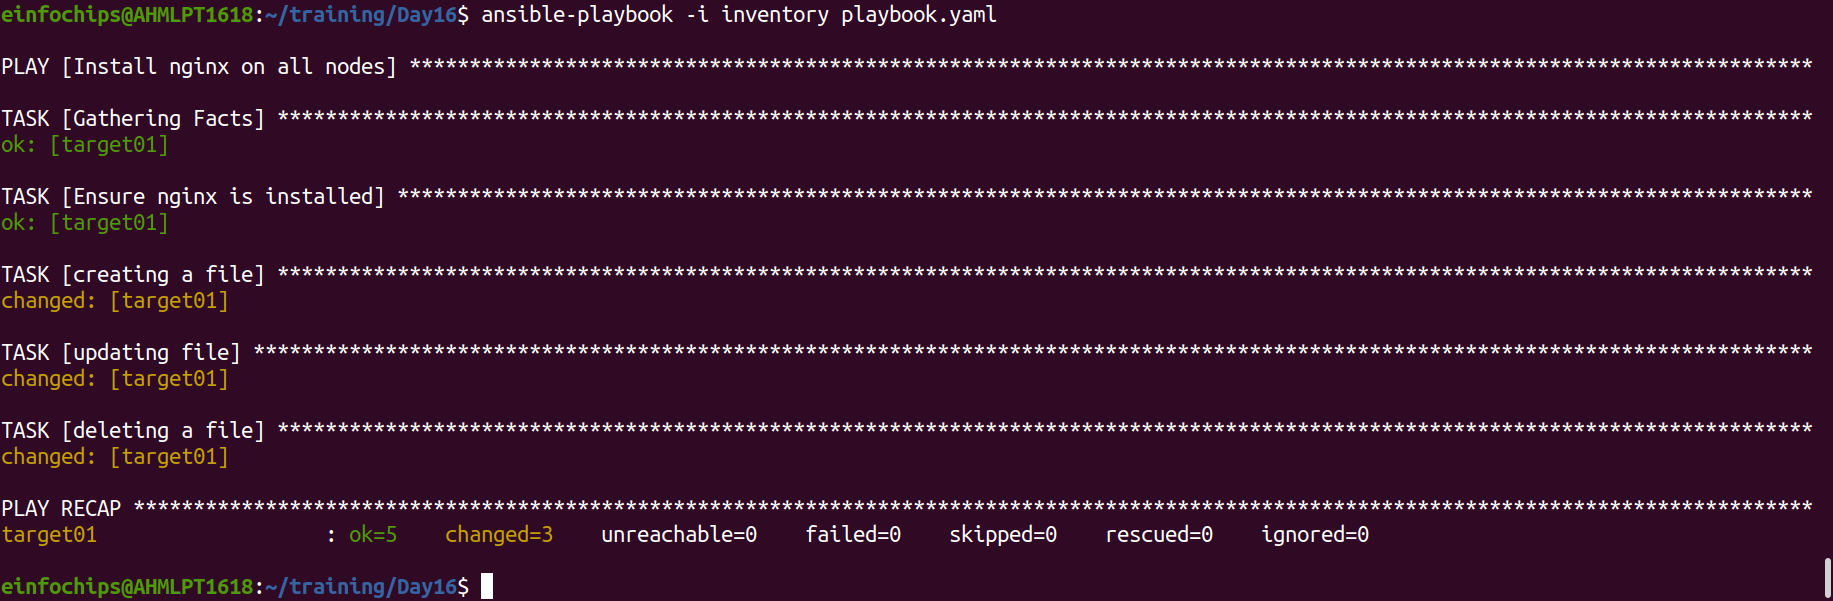 einfochips@AHMLPT1618:~/training/Day16$ ansible-playbook -i inventory playbook.yaml
PLAY [Install nginx on all nodes] *********************************************************************************************************************
TASK [Gathering Facts] ********************************************************************************************************************************
ok: [target01]
TASK [Ensure nginx is installed] **********************************************************************************************************************
ok: [target01]
TASK [creating a file] ********************************************************************************************************************************
changed: [target01]
TASK [updating file] **********************************************************************************************************************************
changed: [target01]
TASK [deleting a file] ********************************************************************************************************************************
changed: [target01]
PLAY RECAP ********************************************************************************************************************************************
target01                   : ok=5    changed=3    unreachable=0    failed=0    skipped=0    rescued=0    ignored=0
einfochips@AHMLPT1618:~/training/Day16$